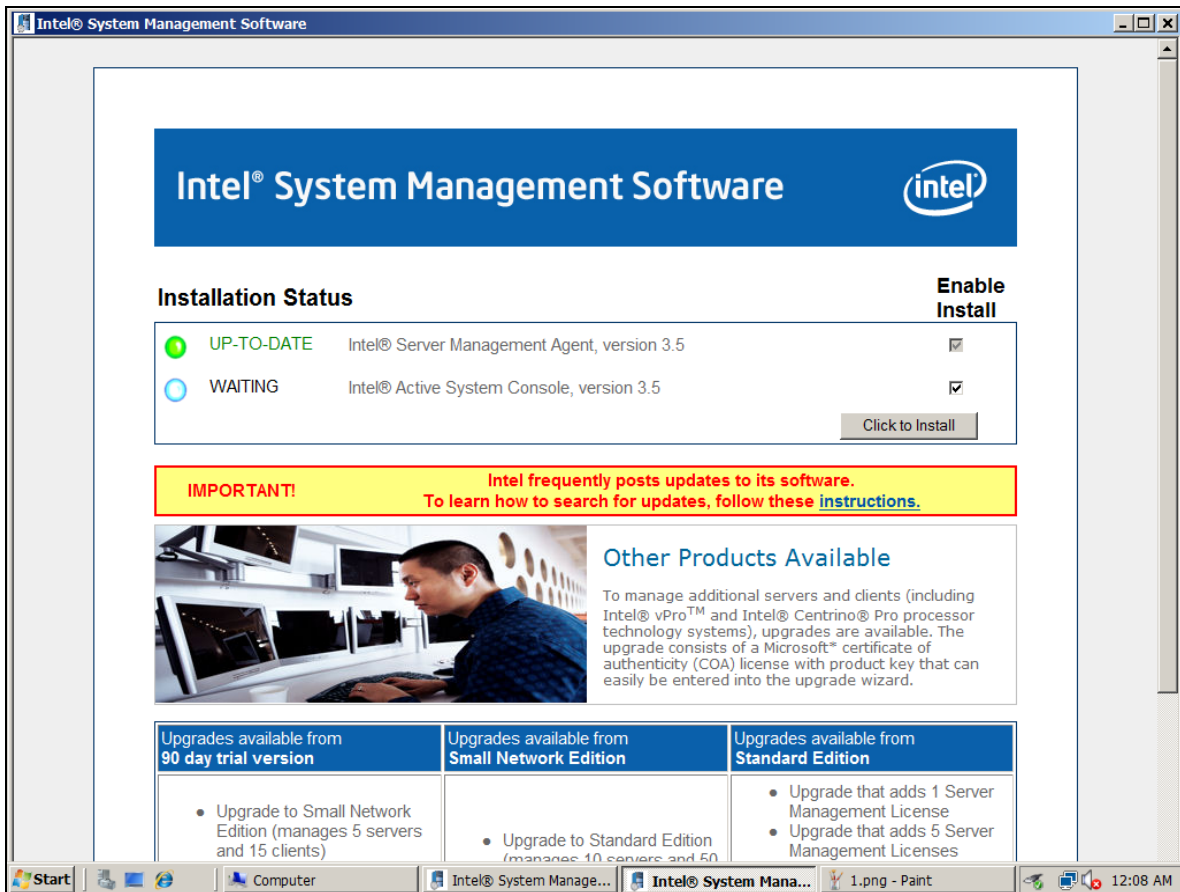 Intel® System Management Software
Intel® System Management Software
intel
Installation Status
Enable
Install
UP-TO-DATE Intel® Server Management Agent, version 3.5
WAITING Intel® Active System Console, version 3.5
Click to Install
IMPORTANT!
Intel frequently posts updates to its software.
To learn how to search for updates, follow these instructions.
Other Products Available
To manage additional servers and clients (including
Intel® vPro™ and Intel® Centrino® Pro processor
technology systems), upgrades are available. The
upgrade consists of a Microsoft* certificate of
authenticity (COA) license with product key that can
easily be entered into the upgrade wizard.
Upgrades available from
90 day trial version
• Upgrade to Small Network
Edition (manages 5 servers
and 15 clients)
Upgrades available from
Small Network Edition
• Upgrade to Standard Edition
(manages 10 servers and 50
Upgrades available from
Standard Edition
• Upgrade that adds 1 Server
Management License
• Upgrade that adds 5 Server
Management Licenses
Start
Computer
Intel® System Manage...
Intel® System Mana...
1.png - Paint
12:08 AM